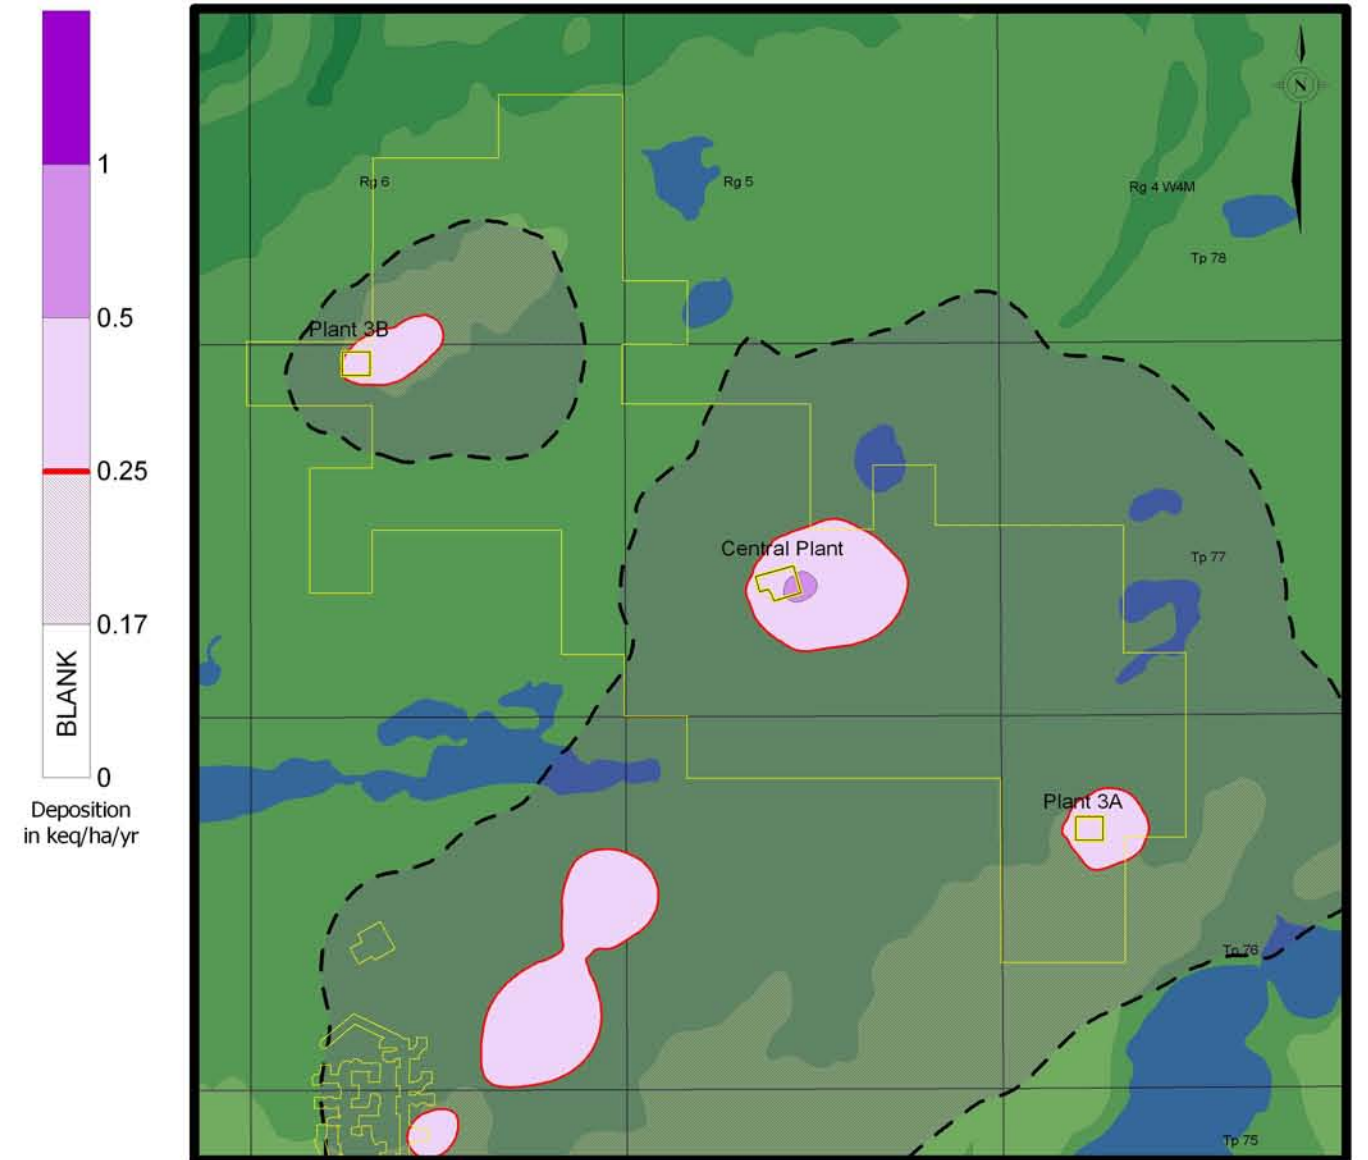 N
1
Rg 6
Rg 5
Rg 4 W4M
Tp 78
0.5
Plant 3B
0.25
Central Plant
Tp 77
0.17
BLANK
0
Deposition
in keq/ha/yr
Plant 3A
Tp 76
Tp 75